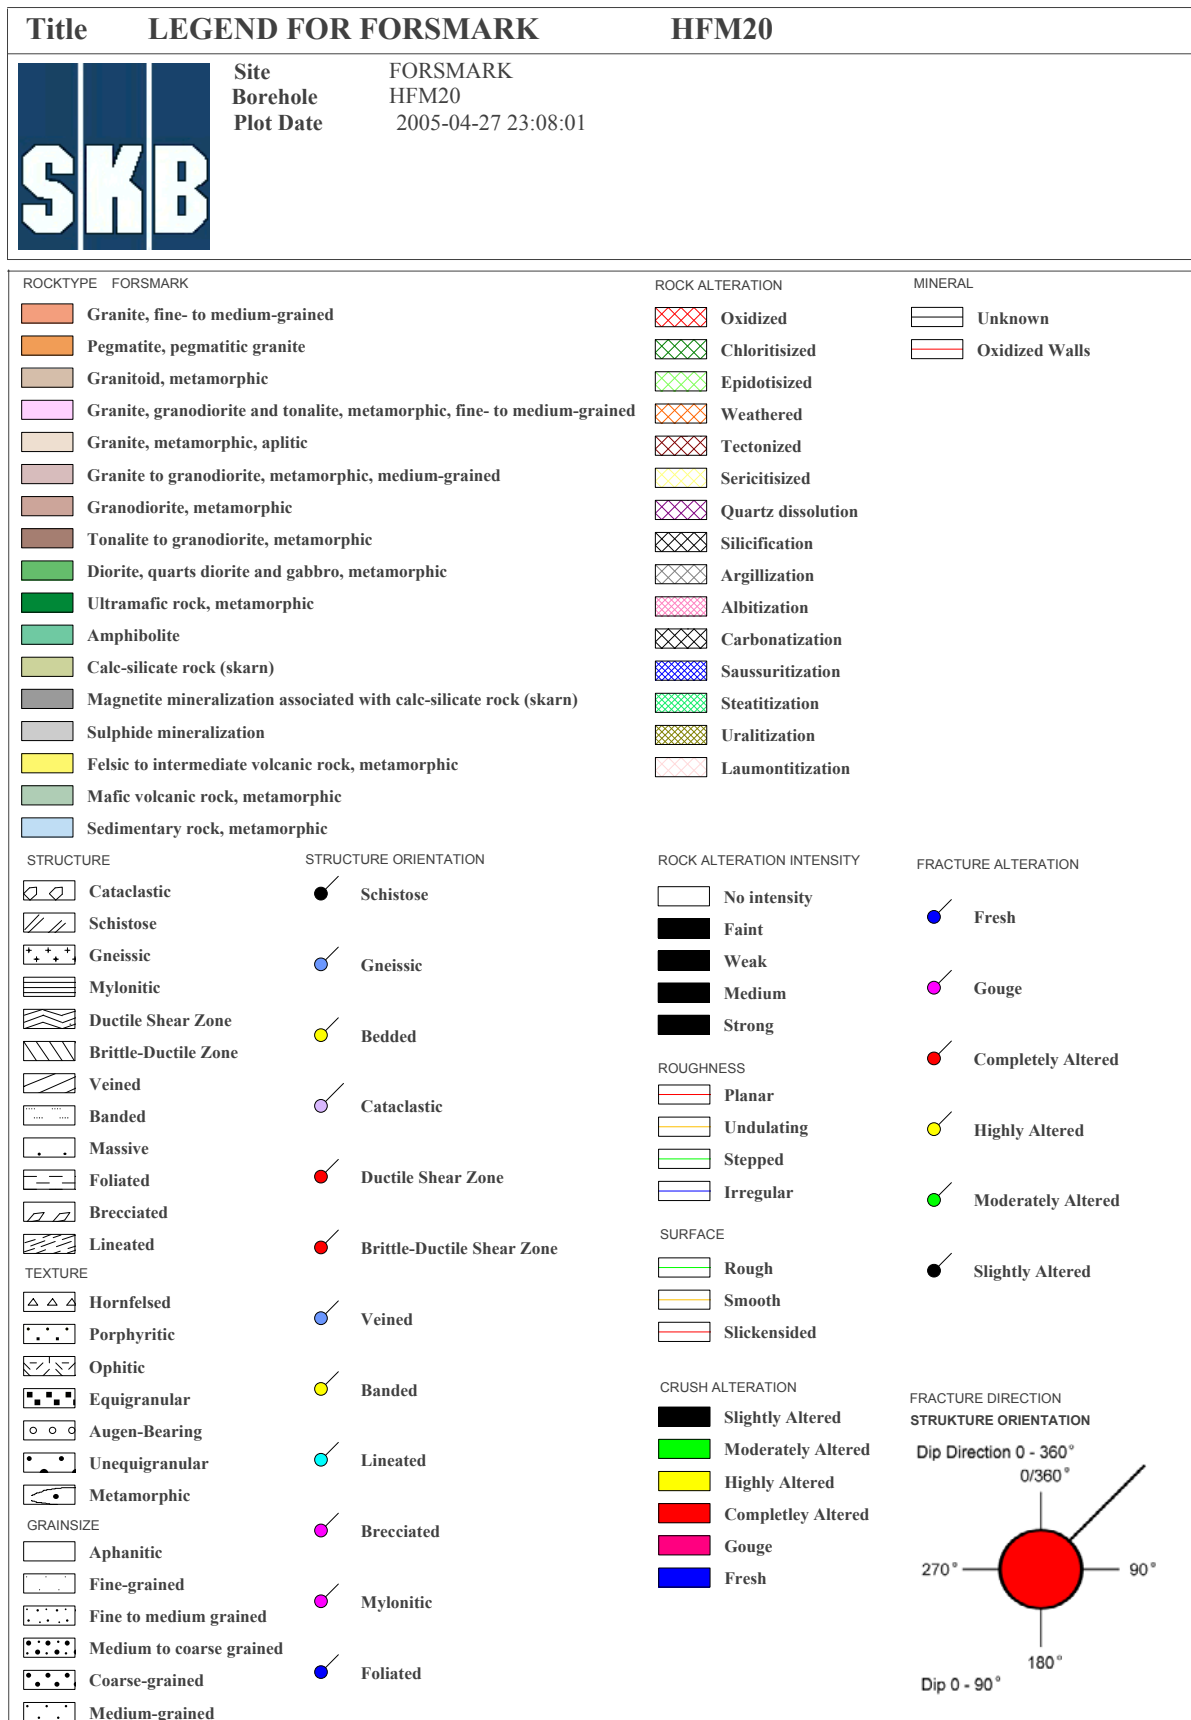 Title LEGEND FOR FORSMARK HFM20
SKB
Site FORSMARK
Borehole HFM20
Plot Date 2005-04-27 23:08:01
ROCKTYPE FORSMARK
Granite, fine- to medium-grained
Pegmatite, pegmatitic granite
Granitoid, metamorphic
Granite, granodiorite and tonalite, metamorphic, fine- to medium-grained
Granite, metamorphic, aplitic
Granite to granodiorite, metamorphic, medium-grained
Granodiorite, metamorphic
Tonalite to granodiorite, metamorphic
Diorite, quarts diorite and gabbro, metamorphic
Ultramafic rock, metamorphic
Amphibolite
Calc-silicate rock (skarn)
Magnetite mineralization associated with calc-silicate rock (skarn)
Sulphide mineralization
Felsic to intermediate volcanic rock, metamorphic
Mafic volcanic rock, metamorphic
Sedimentary rock, metamorphic
ROCK ALTERATION
Oxidized
Chloritisized
Epidotisized
Weathered
Tectonized
Sericitisized
Quartz dissolution
Silicification
Argillization
Albitization
Carbonatization
Saussuritization
Steatitization
Uralitization
Laumontitization
MINERAL
Unknown
Oxidized Walls
STRUCTURE
Cataclastic
Schistose
Gneissic
Mylonitic
Ductile Shear Zone
Brittle-Ductile Zone
Veined
Banded
Massive
Foliated
Brecciated
Lineated
TEXTURE
Hornfelsed
Porphyritic
Ophitic
Equigranular
Augen-Bearing
Unequigranular
Metamorphic
GRAINSIZE
Aphanitic
Fine-grained
Fine to medium grained
Medium to coarse grained
Coarse-grained
Medium-grained
STRUCTURE ORIENTATION
Schistose
Gneissic
Bedded
Cataclastic
Ductile Shear Zone
Brittle-Ductile Shear Zone
Veined
Banded
Lineated
Brecciated
Mylonitic
Foliated
ROCK ALTERATION INTENSITY
No intensity
Faint
Weak
Medium
Strong
ROUGHNESS
Planar
Undulating
Stepped
Irregular
SURFACE
Rough
Smooth
Slickensided
CRUSH ALTERATION
Slightly Altered
Moderately Altered
Highly Altered
Completley Altered
Gouge
Fresh
FRACTURE ALTERATION
Fresh
Gouge
Completely Altered
Highly Altered
Moderately Altered
Slightly Altered
FRACTURE DIRECTION
STRUKTURE ORIENTATION
Dip Direction 0 - 360°
0/360°
270°
90°
180°
Dip 0 - 90°